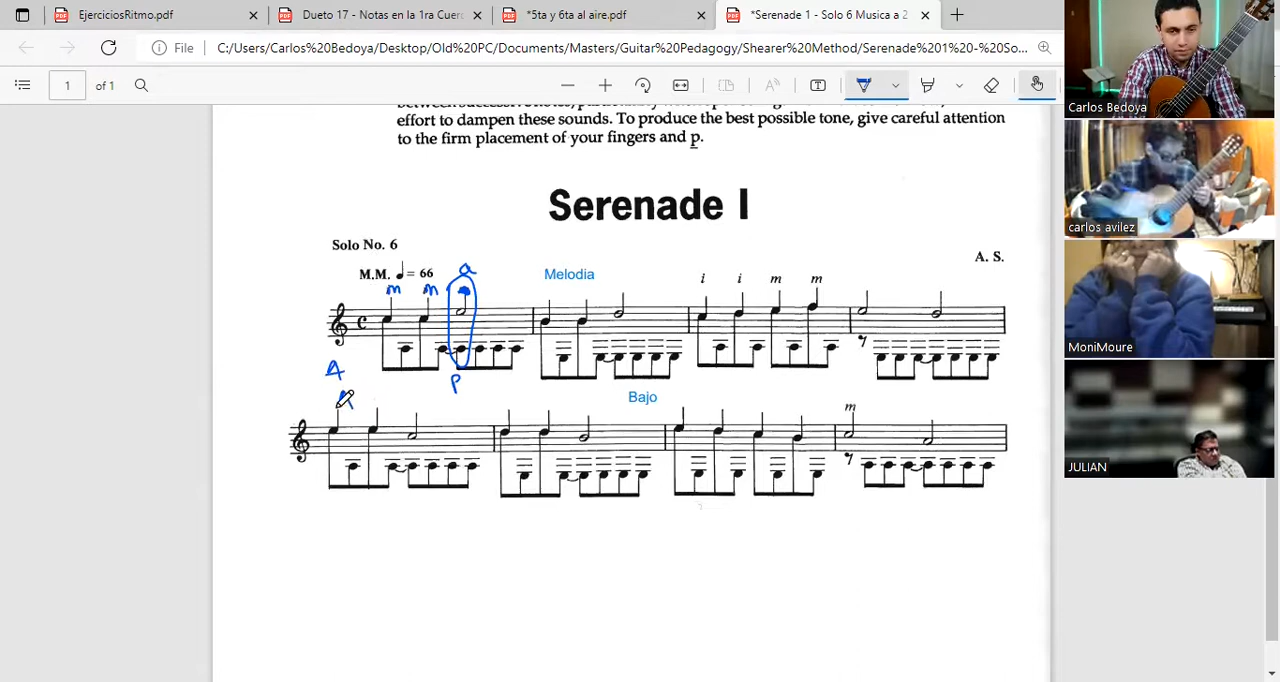 EjerciciosRitmo.pdf
Dueto 17 - Notas en la 1ra Cuer
*5ta y 6ta al aire.pdf
*Serenade 1 - Solo 6 Musica a 2
File
C:/Users/Carlos%20Bedoya/Desktop/Old%20PC/Documents/Masters/Guitar%20Pedagogy/Shearer%20Method/Serenade%201%20-%20So...
1 of 1
effort to dampen these sounds. To produce the best possible tone, give careful attention
to the firm placement of your fingers and p.
Serenade I
Solo No. 6
A. S.
M.M. ♩ = 66
a
Melodia
m m
i i m m
p
A
Bajo
m
Carlos Bedoya
carlos avilez
MoniMoure
JULIAN